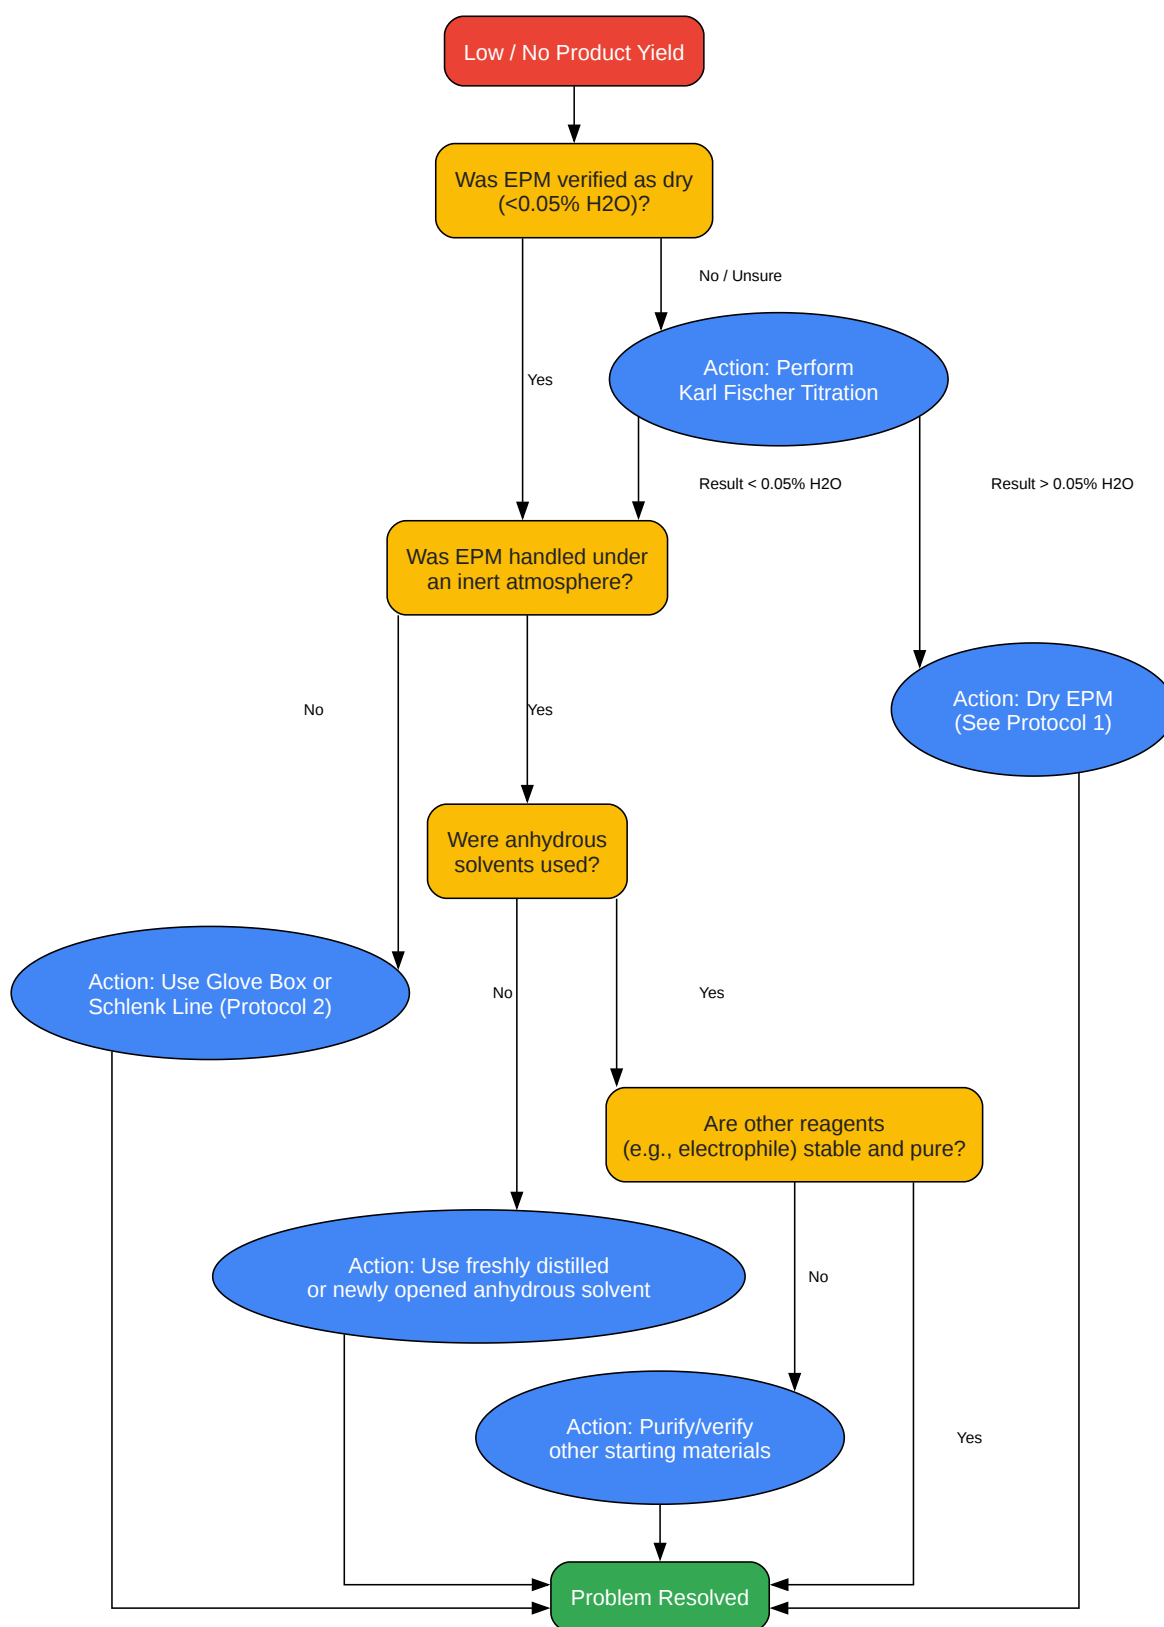 Low / No Product Yield
Was EPM verified as dry
(<0.05% H2O)?
No / Unsure
Yes
Action: Perform
Karl Fischer Titration
Result < 0.05% H2O
Result > 0.05% H2O
Was EPM handled under
an inert atmosphere?
No
Yes
Action: Dry EPM
(See Protocol 1)
Were anhydrous
solvents used?
Action: Use Glove Box or
Schlenk Line (Protocol 2)
No
Yes
Are other reagents
(e.g., electrophile) stable and pure?
Action: Use freshly distilled
or newly opened anhydrous solvent
No
Action: Purify/verify
other starting materials
Yes
Problem Resolved